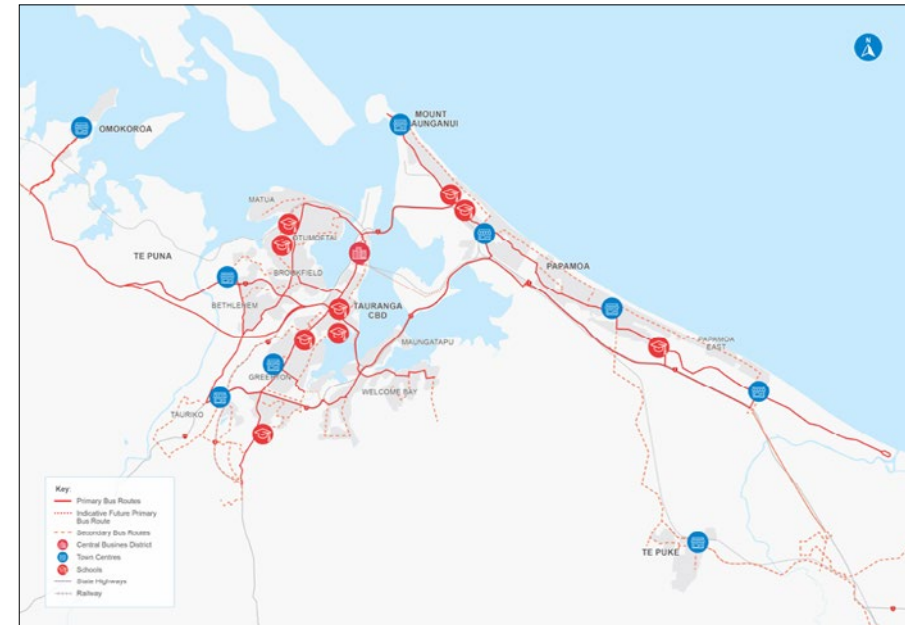 N
MOUNT
AUNGANUI
OMOKOROA
MATUA
OTUMOETAI
TE PUNA
BROOKFIELD
PAPAMOA
BETHLEHEM
TAURANGA
CBD
MAUNGATAPU
PAPAMOA
EAST
GREERTON
WELCOME BAY
TAURIKO
TE PUKE
Key:
Primary Bus Routes
Indicative Future Primary
Bus Route
Secondary Bus Routes
Central Busines District
Town Centres
Schools
State Highways
Railway